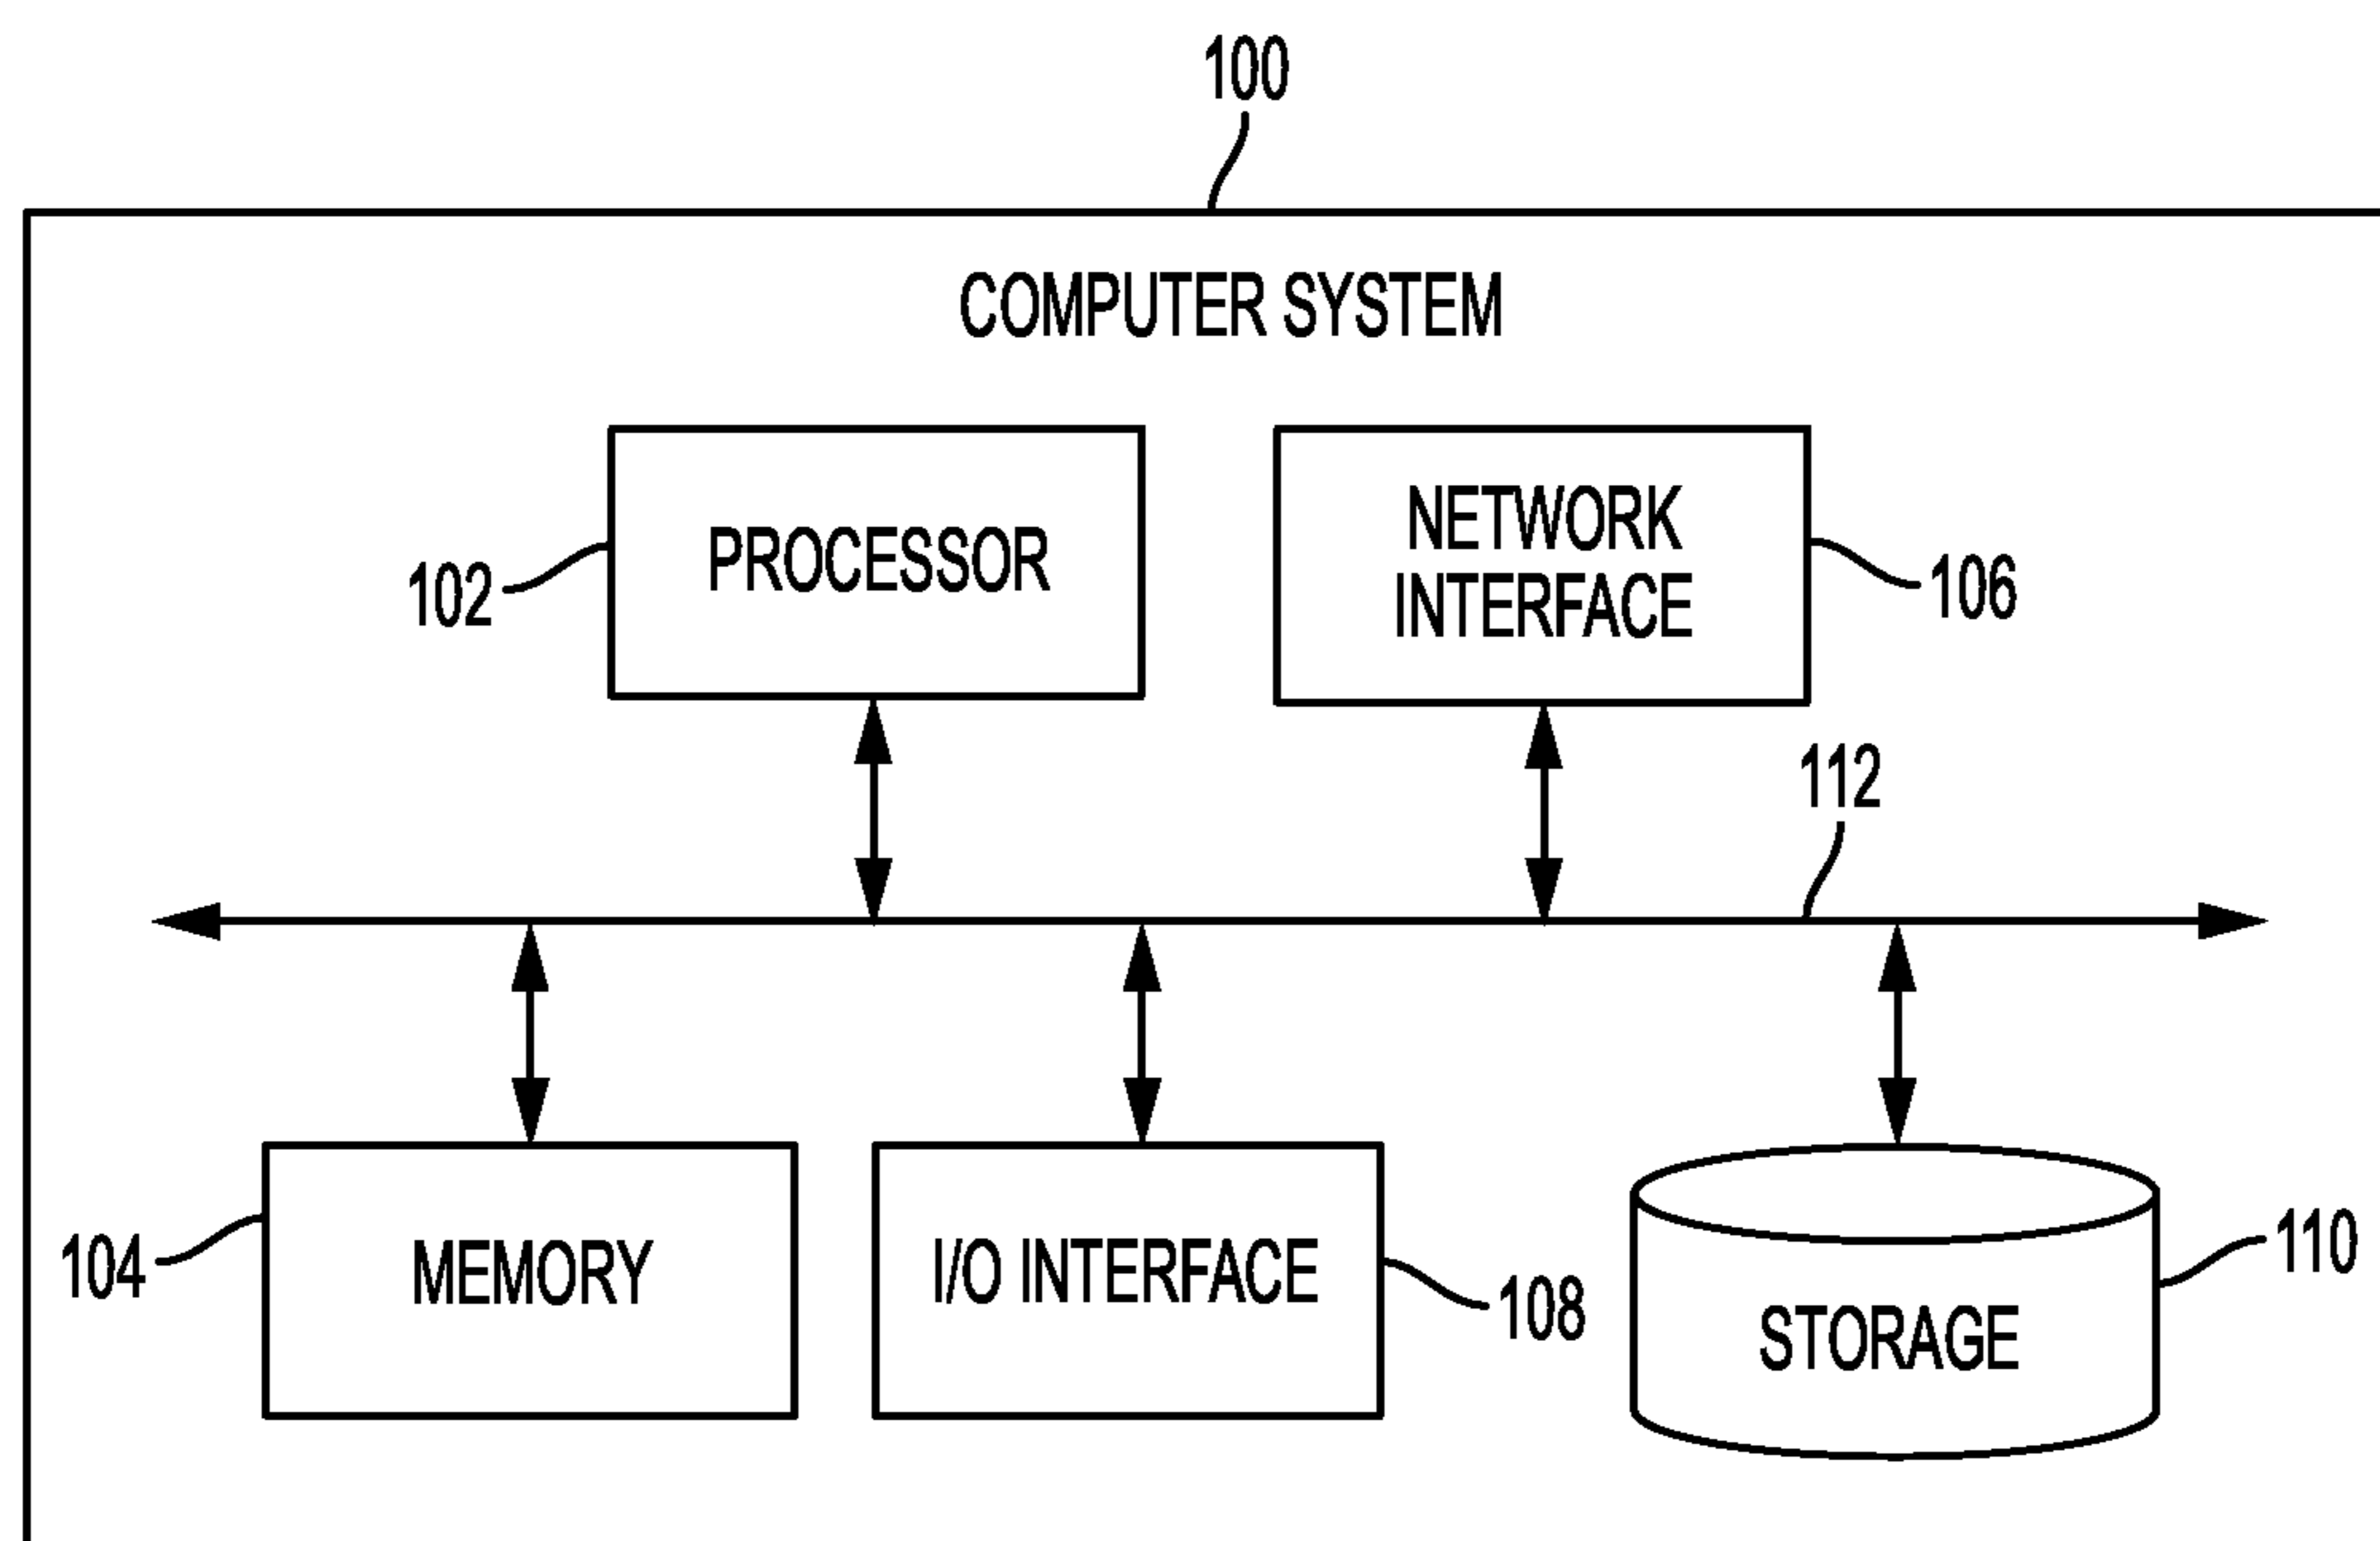 100
COMPUTER SYSTEM
PROCESSOR
NETWORK
INTERFACE
102
106
112
104
MEMORY
I/O INTERFACE
108
STORAGE
110